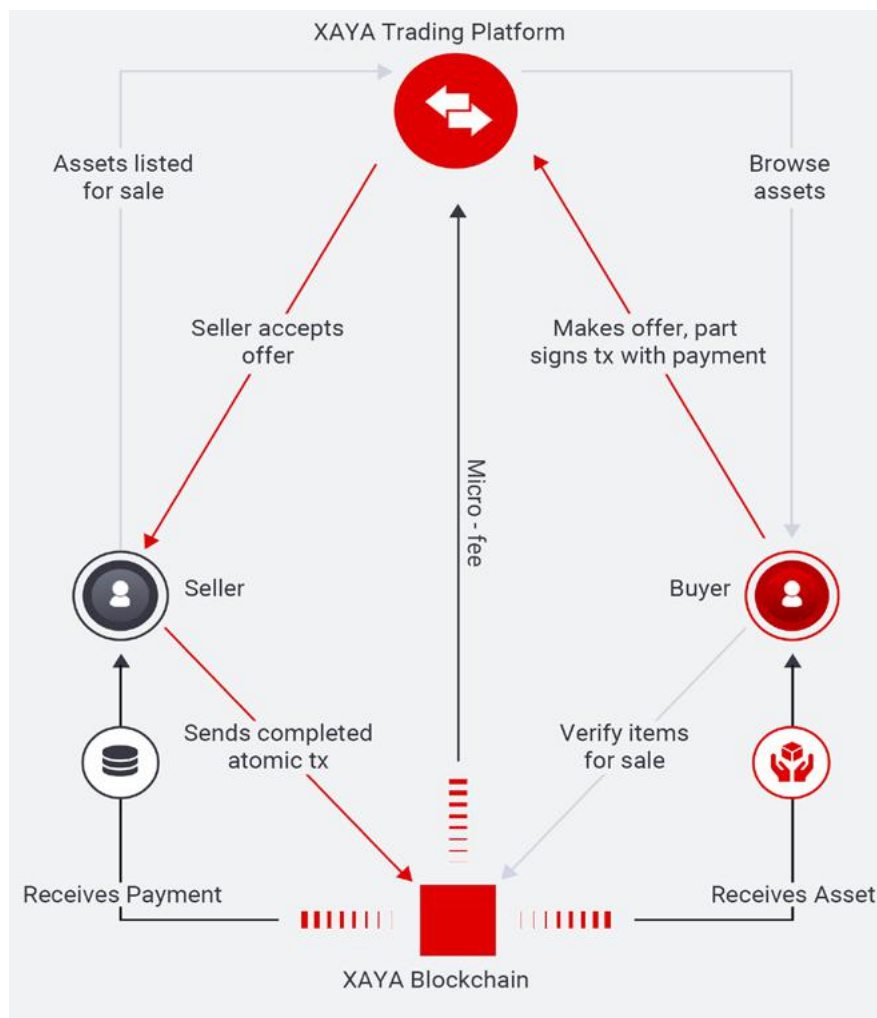 XAYA Trading Platform
Assets listed
for sale
Browse
assets
Seller accepts
offer
Makes offer, part
signs tx with payment
Micro - fee
Seller
Buyer
Sends completed
atomic tx
Verify items
for sale
Receives Payment
Receives Asset
XAYA Blockchain